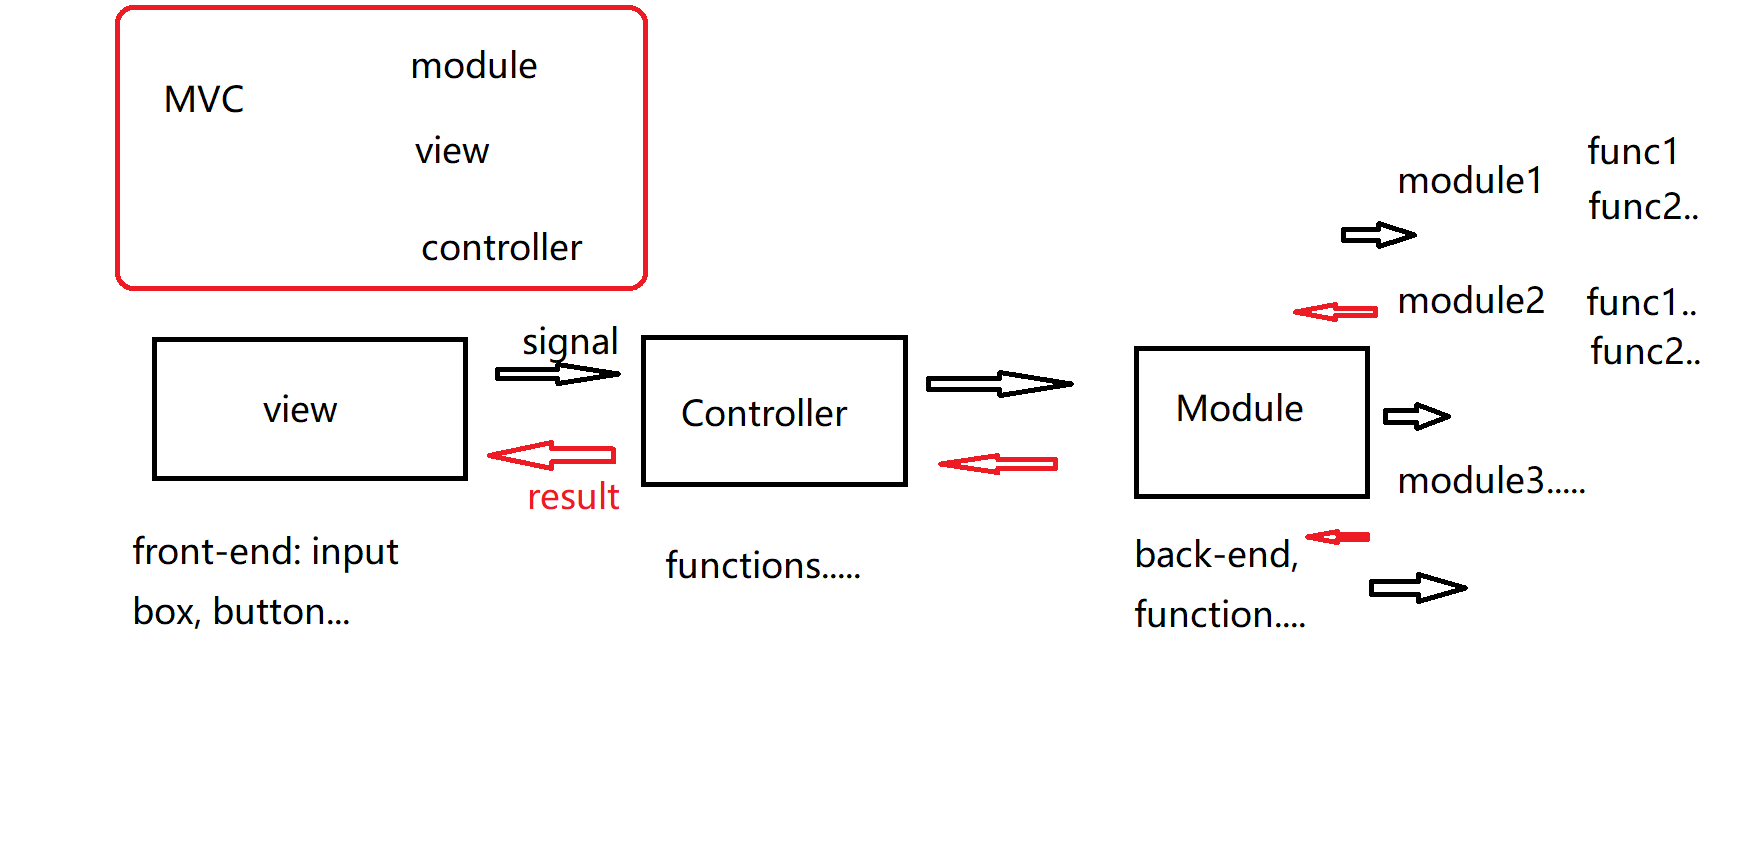 MVC
module
view
controller
signal
view
result
front-end: input
box, button...
Controller
functions.....
Module
back-end,
function....
module1
func1
func2..
module2
func1..
func2..
module3.....